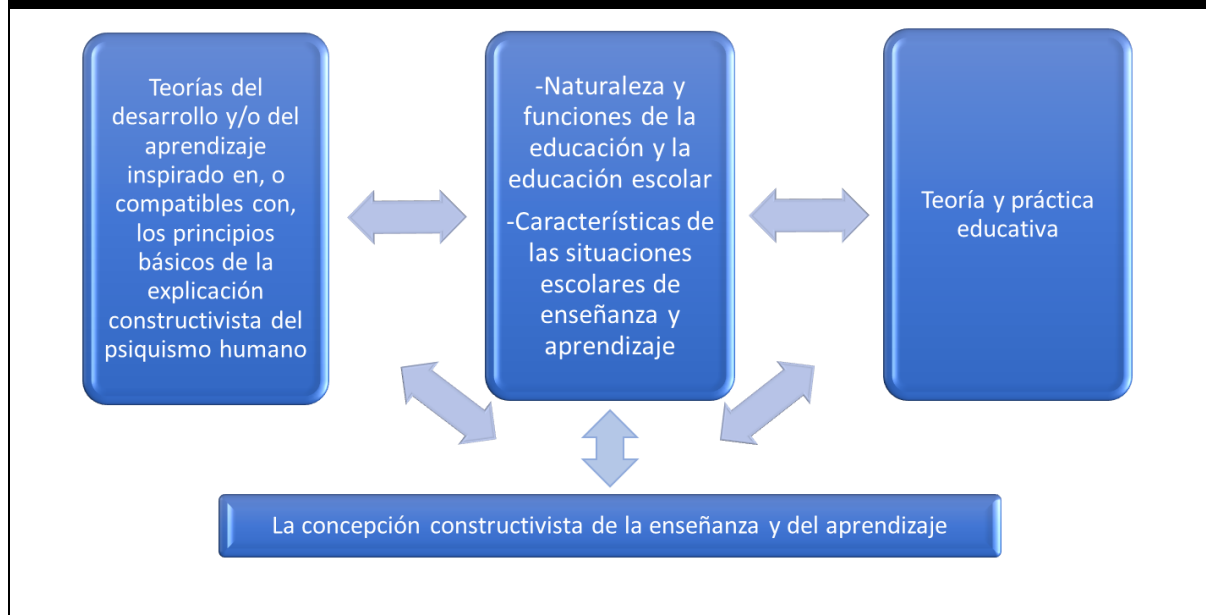 Teorías del
desarrollo y/o del
aprendizaje
inspirado en, o
compatibles con,
los principios
básicos de la
explicación
constructivista del
psiquismo humano
-Naturaleza y
funciones de la
educación y la
educación escolar
-Características de
las situaciones
escolares de
enseñanza y
aprendizaje
Teoría y práctica
educativa
La concepción constructivista de la enseñanza y del aprendizaje